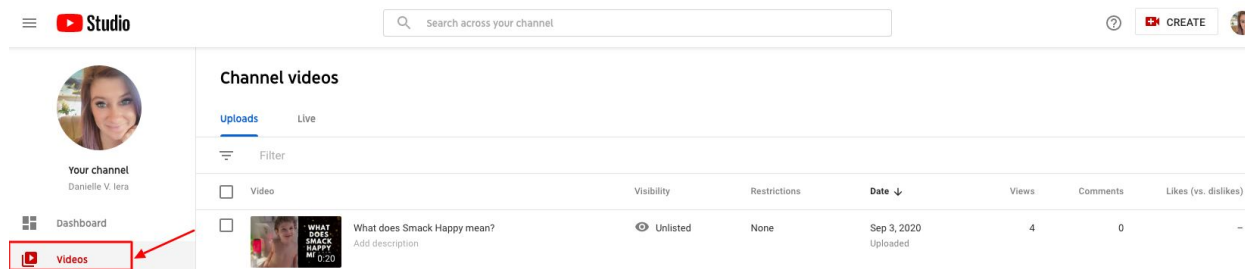 Studio
Search across your channel
CREATE
Channel videos
Uploads Live
Your channel
Danielle V. Iera
Filter
Video Visibility Restrictions Date Views Comments Likes (vs. dislikes)
Dashboard
WHAT
DOES
SMACK
HAPPY
0:20
What does Smack Happy mean? Unlisted None Sep 3, 2020 4 0 –
Add description Uploaded
Videos